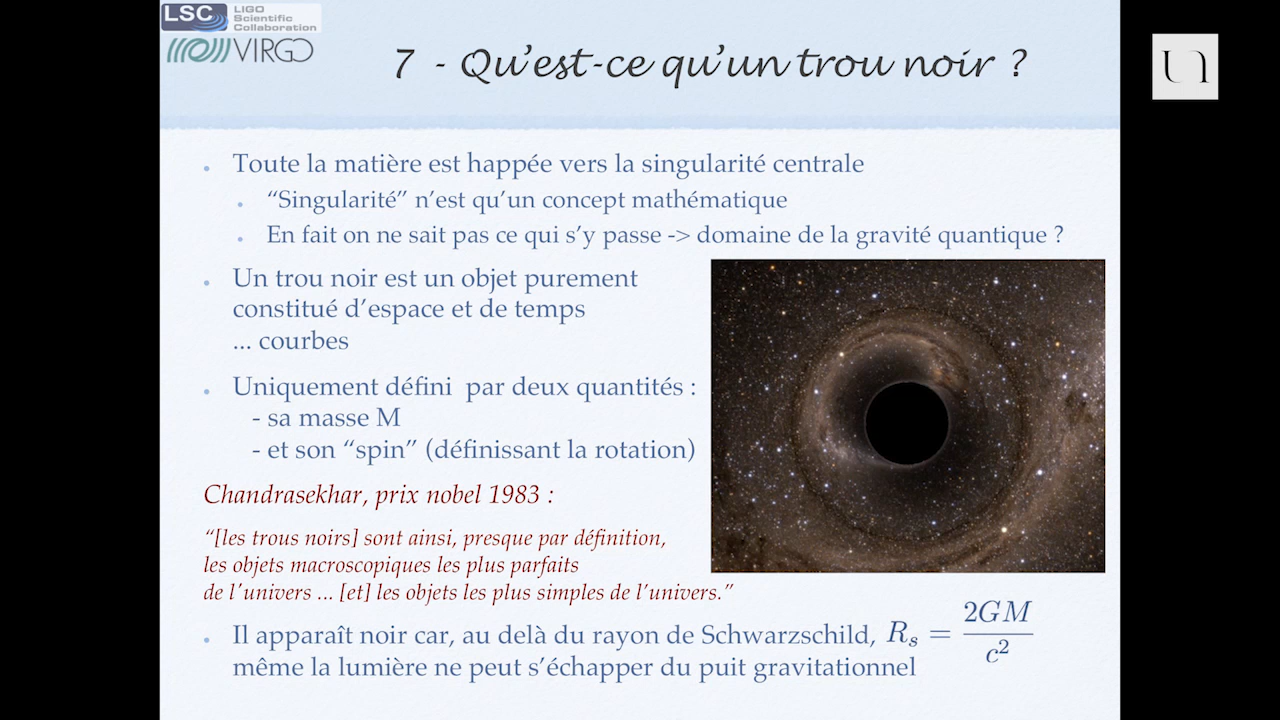 LSC LIGO
Scientific
Collaboration
VIRGO
7 - Qu’est-ce qu’un trou noir ?
Toute la matière est happée vers la singularité centrale
“Singularité” n’est qu’un concept mathématique
En fait on ne sait pas ce qui s’y passe -> domaine de la gravité quantique ?
Un trou noir est un objet purement
constitué d’espace et de temps
... courbes
Uniquement défini par deux quantités :
- sa masse M
- et son “spin” (définissant la rotation)
Chandrasekhar, prix nobel 1983 :
“[les trous noirs] sont ainsi, presque par définition,
les objets macroscopiques les plus parfaits
de l'univers ... [et] les objets les plus simples de l’univers.”
Il apparaît noir car, au delà du rayon de Schwarzschild, R_s = 2GM / c²
même la lumière ne peut s’échapper du puit gravitationnel